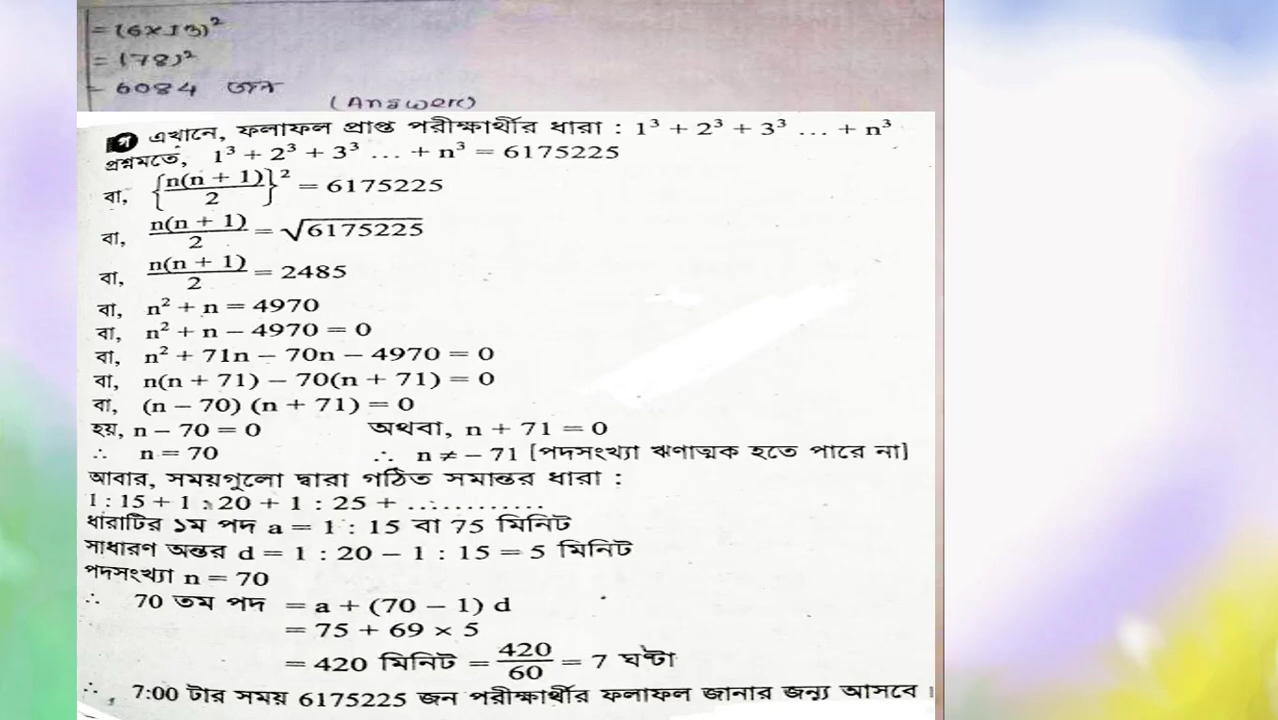 = (6×13)²
= (78)²
= 6084 জন
(Answer)
গ এখানে, ফলাফল প্রাপ্ত পরীক্ষার্থীর ধারা : 1³ + 2³ + 3³ ... + n³
প্রশ্নমতে, 1³ + 2³ + 3³ ... + n³ = 6175225
বা, {n(n + 1)/2}² = 6175225
বা, n(n + 1)/2 = √6175225
বা, n(n + 1)/2 = 2485
বা, n² + n = 4970
বা, n² + n − 4970 = 0
বা, n² + 71n − 70n − 4970 = 0
বা, n(n + 71) − 70(n + 71) = 0
বা, (n − 70) (n + 71) = 0
হয়, n − 70 = 0 অথবা, n + 71 = 0
∴ n = 70 ∴ n ≠ − 71 [পদসংখ্যা ঋণাত্মক হতে পারে না]
আবার, সময়গুলো দ্বারা গঠিত সমান্তর ধারা :
1 : 15 + 1 : 20 + 1 : 25 + ............
ধারাটির ১ম পদ a = 1 : 15 বা 75 মিনিট
সাধারণ অন্তর d = 1 : 20 − 1 : 15 = 5 মিনিট
পদসংখ্যা n = 70
∴ 70 তম পদ = a + (70 − 1) d
= 75 + 69 × 5
= 420 মিনিট = 420/60 = 7 ঘণ্টা
∴ 7:00 টার সময় 6175225 জন পরীক্ষার্থীর ফলাফল জানার জন্য আসবে।